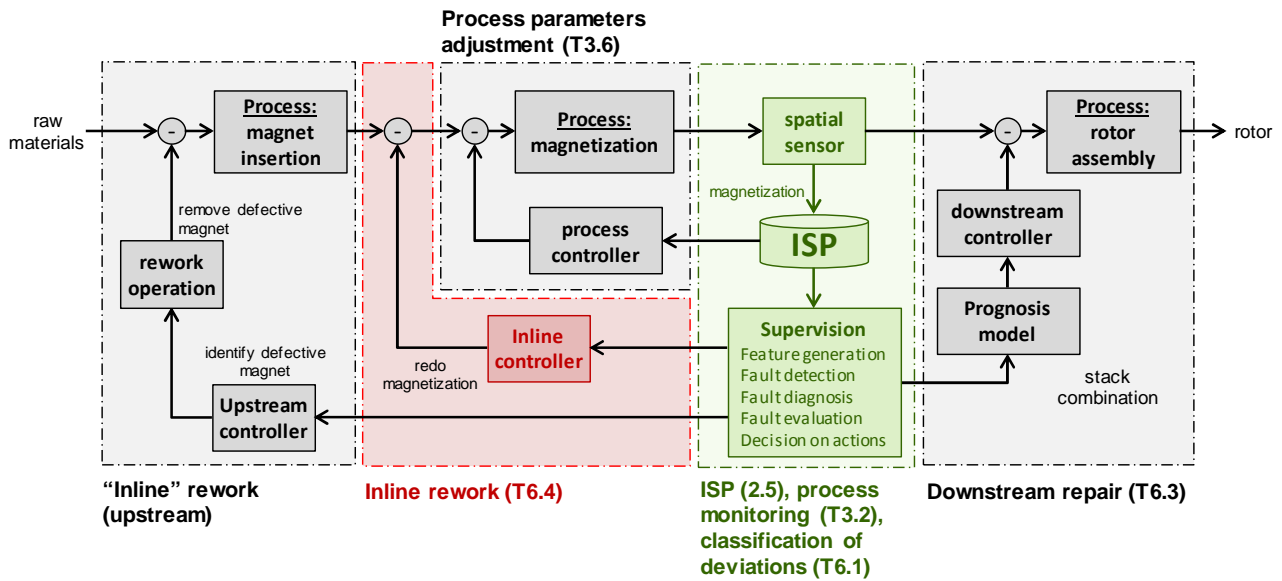 Process parameters
adjustment (T3.6)
raw
materials
-
Process:
magnet
insertion
-
-
Process:
magnetization
spatial
sensor
-
Process:
rotor
assembly
rotor
remove defective
magnet
rework
operation
process
controller
magnetization
ISP
downstream
controller
Prognosis
model
identify defective
magnet
Upstream
controller
redo
magnetization
Inline
controller
Supervision
Feature generation
Fault detection
Fault diagnosis
Fault evaluation
Decision on actions
stack
combination
“Inline” rework
(upstream)
Inline rework (T6.4)
ISP (2.5), process
monitoring (T3.2),
classification of
deviations (T6.1)
Downstream repair (T6.3)